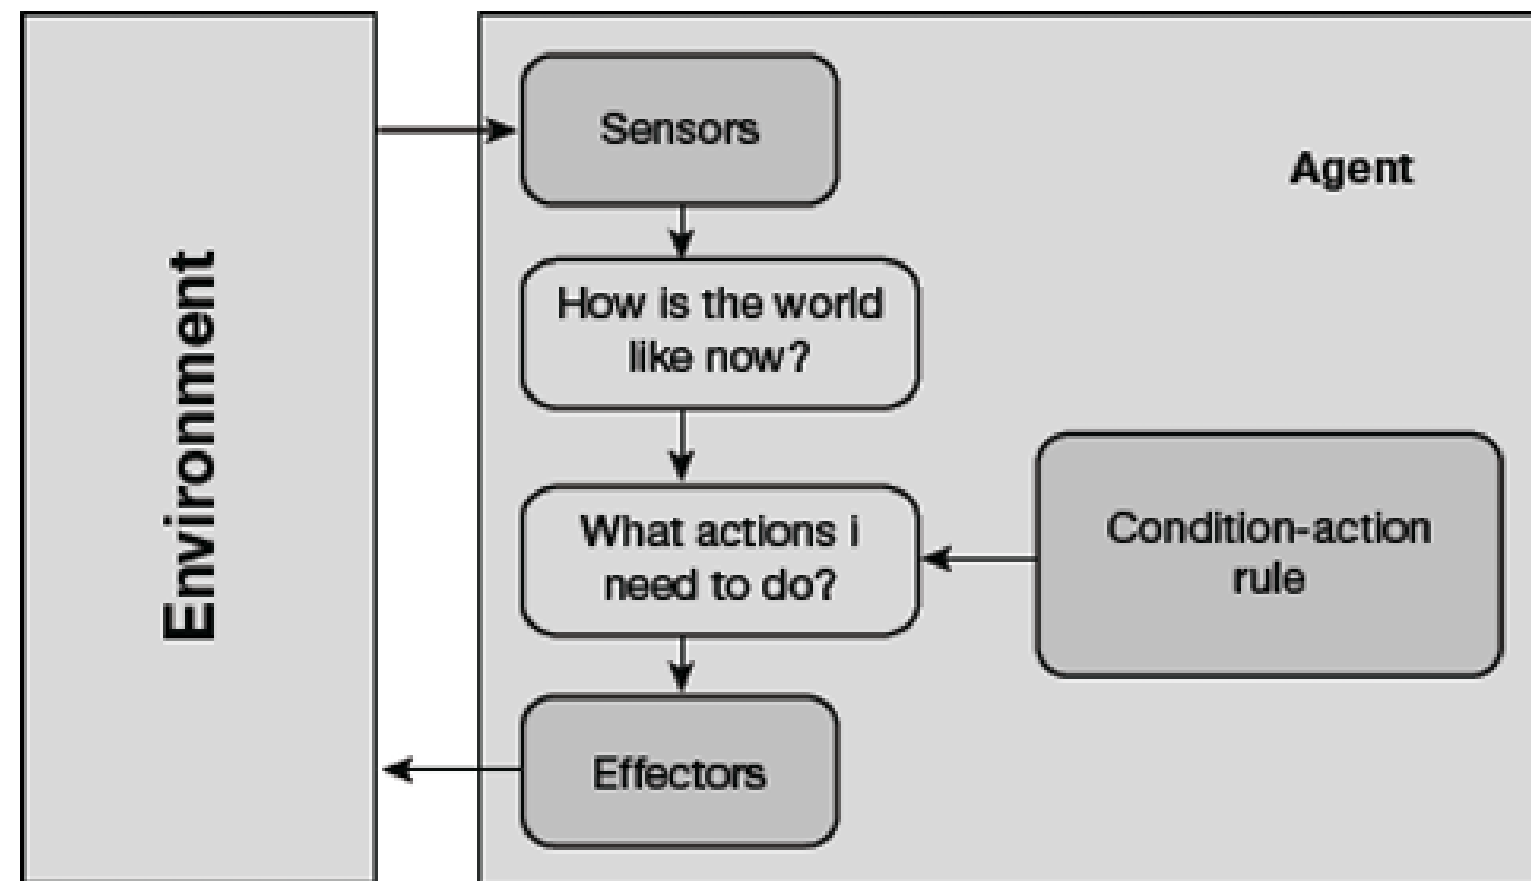 Environment
Sensors
Agent
How is the world
like now?
What actions i
need to do?
Condition-action
rule
Effectors